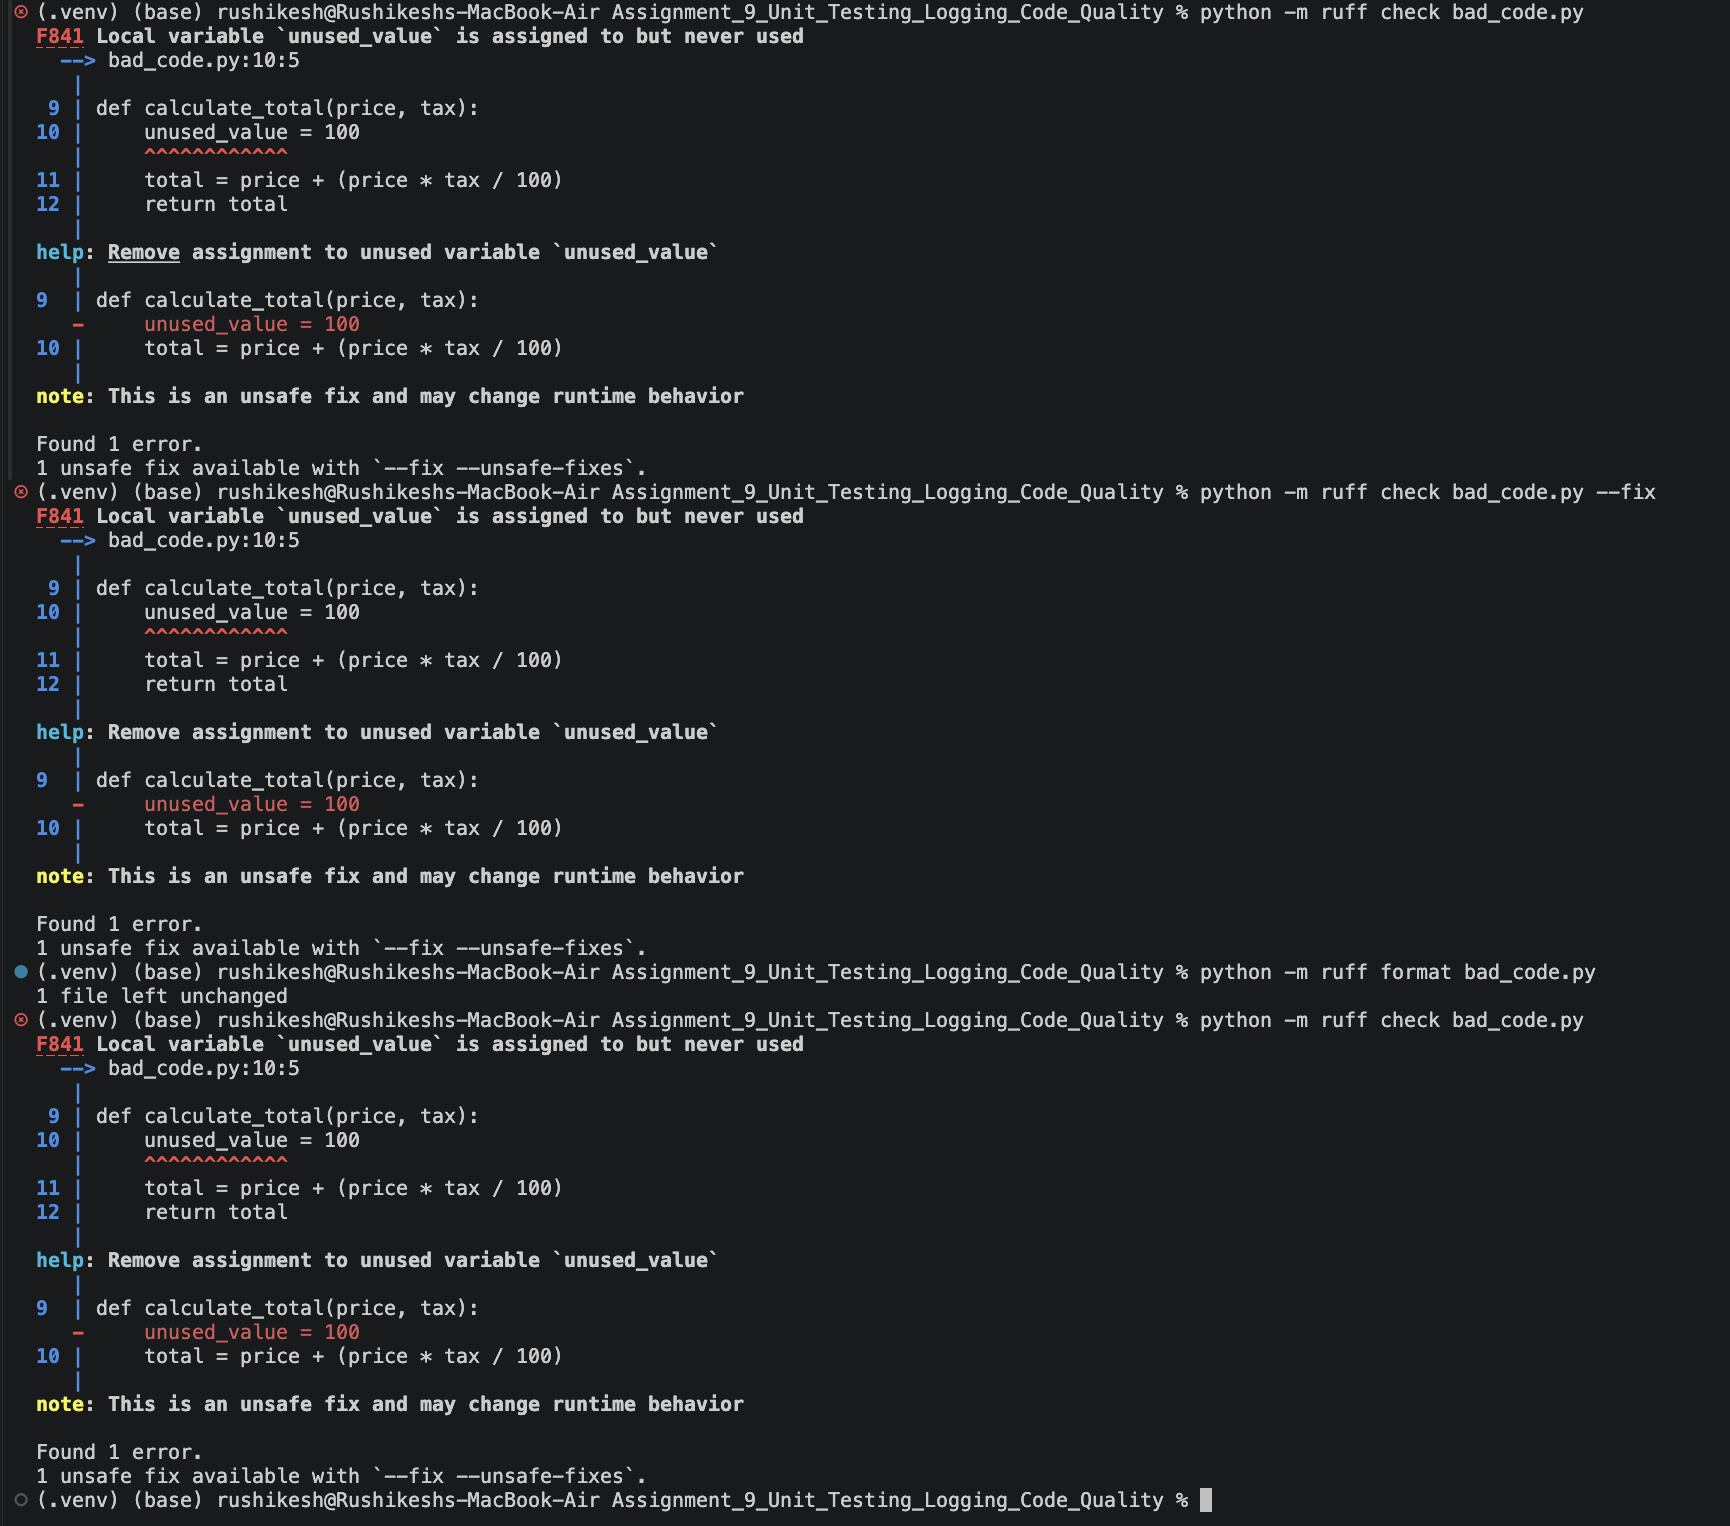 (.venv) (base) rushikesh@Rushikeshs-MacBook-Air Assignment_9_Unit_Testing_Logging_Code_Quality % python -m ruff check bad_code.py
F841 Local variable `unused_value` is assigned to but never used
  --> bad_code.py:10:5
   |
 9 | def calculate_total(price, tax):
10 |     unused_value = 100
   |     ^^^^^^^^^^^^
11 |     total = price + (price * tax / 100)
12 |     return total
   |
help: Remove assignment to unused variable `unused_value`
   |
9  | def calculate_total(price, tax):
   -     unused_value = 100
10 |     total = price + (price * tax / 100)
   |
note: This is an unsafe fix and may change runtime behavior

Found 1 error.
1 unsafe fix available with `--fix --unsafe-fixes`.
(.venv) (base) rushikesh@Rushikeshs-MacBook-Air Assignment_9_Unit_Testing_Logging_Code_Quality % python -m ruff check bad_code.py --fix
F841 Local variable `unused_value` is assigned to but never used
  --> bad_code.py:10:5
   |
 9 | def calculate_total(price, tax):
10 |     unused_value = 100
   |     ^^^^^^^^^^^^
11 |     total = price + (price * tax / 100)
12 |     return total
   |
help: Remove assignment to unused variable `unused_value`
   |
9  | def calculate_total(price, tax):
   -     unused_value = 100
10 |     total = price + (price * tax / 100)
   |
note: This is an unsafe fix and may change runtime behavior

Found 1 error.
1 unsafe fix available with `--fix --unsafe-fixes`.
(.venv) (base) rushikesh@Rushikeshs-MacBook-Air Assignment_9_Unit_Testing_Logging_Code_Quality % python -m ruff format bad_code.py
1 file left unchanged
(.venv) (base) rushikesh@Rushikeshs-MacBook-Air Assignment_9_Unit_Testing_Logging_Code_Quality % python -m ruff check bad_code.py
F841 Local variable `unused_value` is assigned to but never used
  --> bad_code.py:10:5
   |
 9 | def calculate_total(price, tax):
10 |     unused_value = 100
   |     ^^^^^^^^^^^^
11 |     total = price + (price * tax / 100)
12 |     return total
   |
help: Remove assignment to unused variable `unused_value`
   |
9  | def calculate_total(price, tax):
   -     unused_value = 100
10 |     total = price + (price * tax / 100)
   |
note: This is an unsafe fix and may change runtime behavior

Found 1 error.
1 unsafe fix available with `--fix --unsafe-fixes`.
(.venv) (base) rushikesh@Rushikeshs-MacBook-Air Assignment_9_Unit_Testing_Logging_Code_Quality %